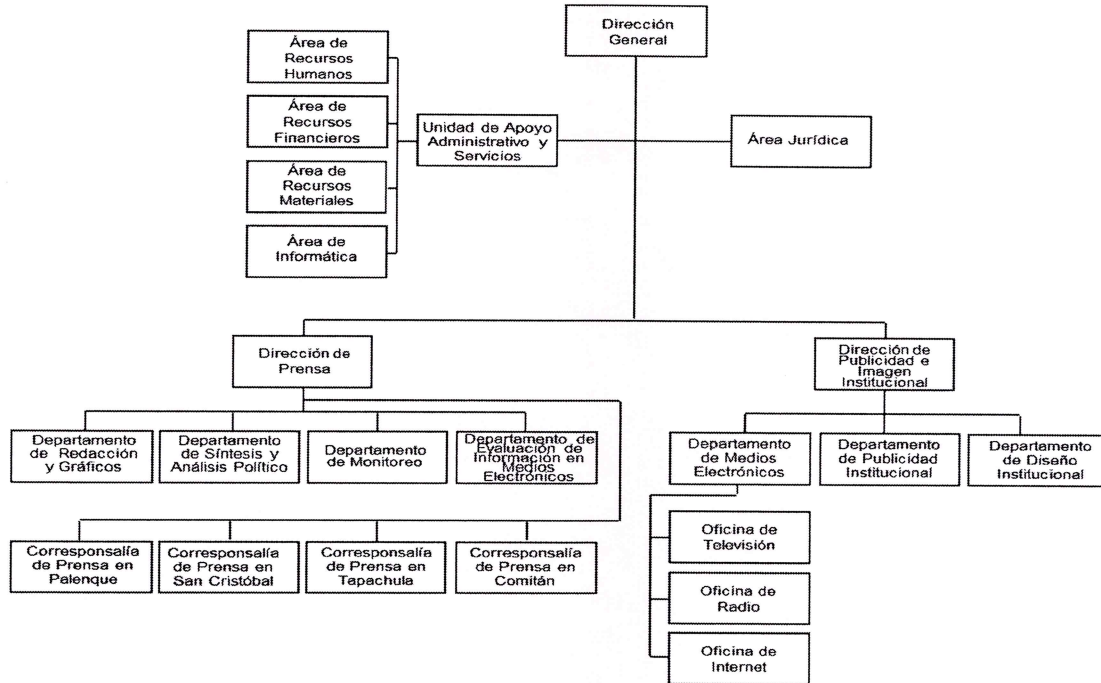 Dirección
General
Área de
Recursos
Humanos
Área de
Recursos
Financieros
Unidad de Apoyo
Administrativo y
Servicios
Área Jurídica
Área de
Recursos
Materiales
Área de
Informática
Dirección de
Prensa
Dirección de
Publicidad e
Imagen
Institucional
Departamento
de Redacción
y Gráficos
Departamento
de Síntesis y
Análisis Político
Departamento
de Monitoreo
Departamento de
Evaluación de
Información en
Medios
Electrónicos
Departamento
de Medios
Electrónicos
Departamento
de Publicidad
Institucional
Departamento
de Diseño
Institucional
Corresponsalía
de Prensa en
Palenque
Corresponsalía
de Prensa en
San Cristóbal
Corresponsalía
de Prensa en
Tapachula
Corresponsalía
de Prensa en
Comitán
Oficina de
Televisión
Oficina de
Radio
Oficina de
Internet